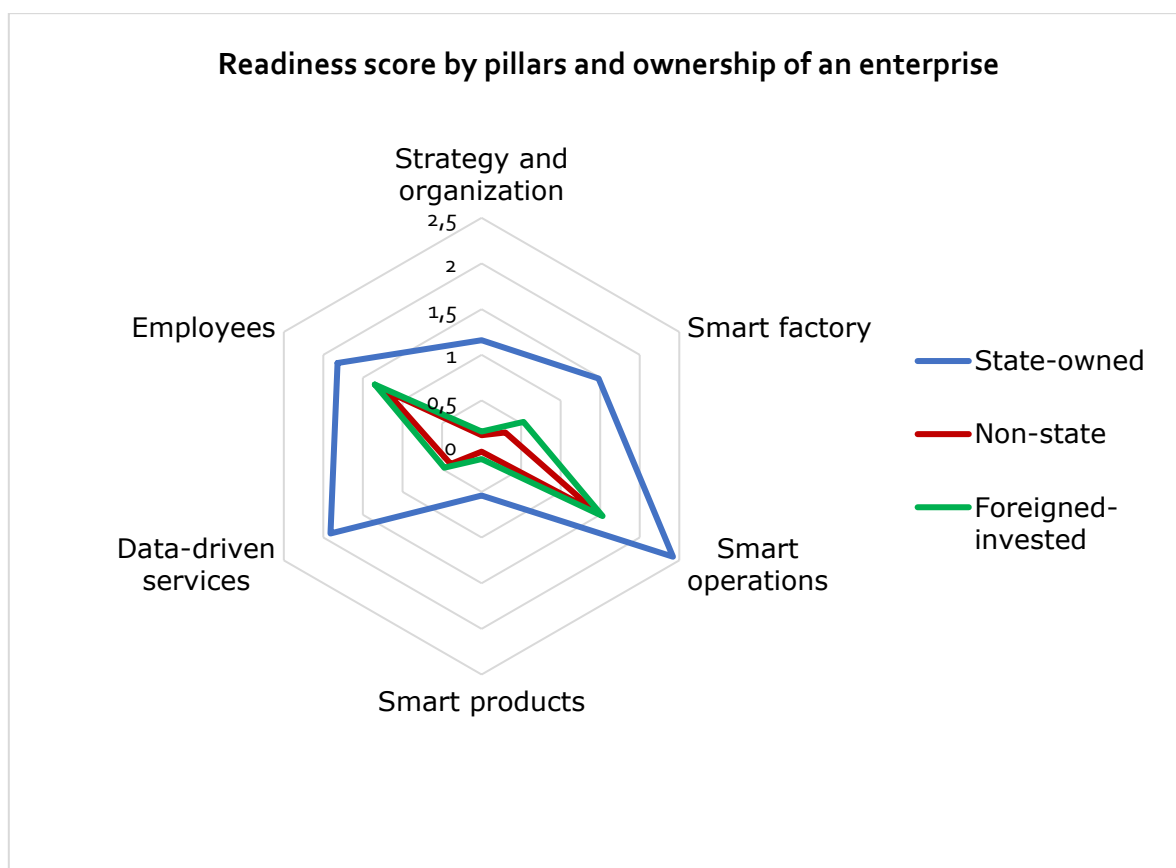 Readiness score by pillars and ownership of an enterprise
Strategy and
organization
2,5
2
1,5
1
0,5
0
Employees
Smart factory
Data-driven
services
Smart
operations
Smart products
State-owned
Non-state
Foreigned-
invested